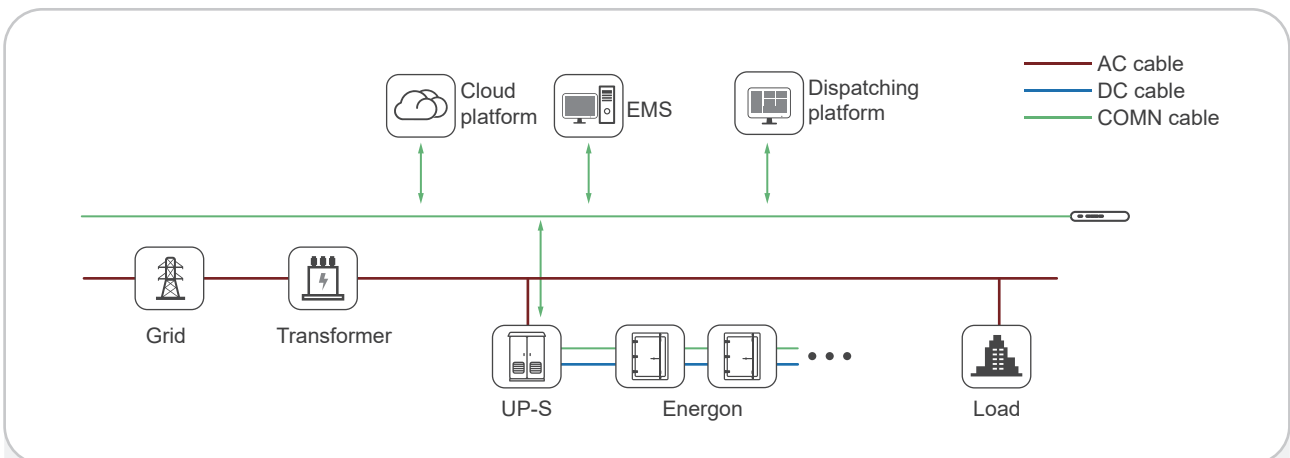 Cloud
platform
EMS
Dispatching
platform
AC cable
DC cable
COMN cable
Grid
Transformer
UP-S
Energon
Load